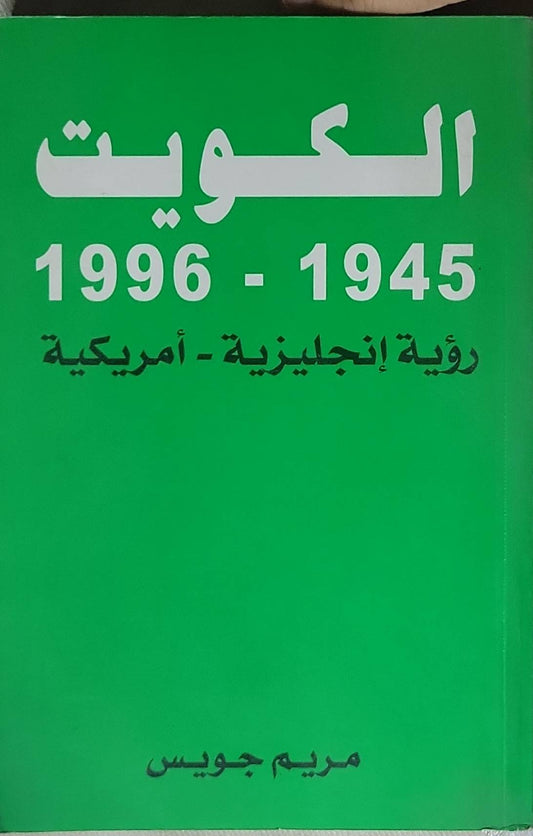 الكويت
1945 - 1996
رؤية إنجليزية - أمريكية
مريم جويس